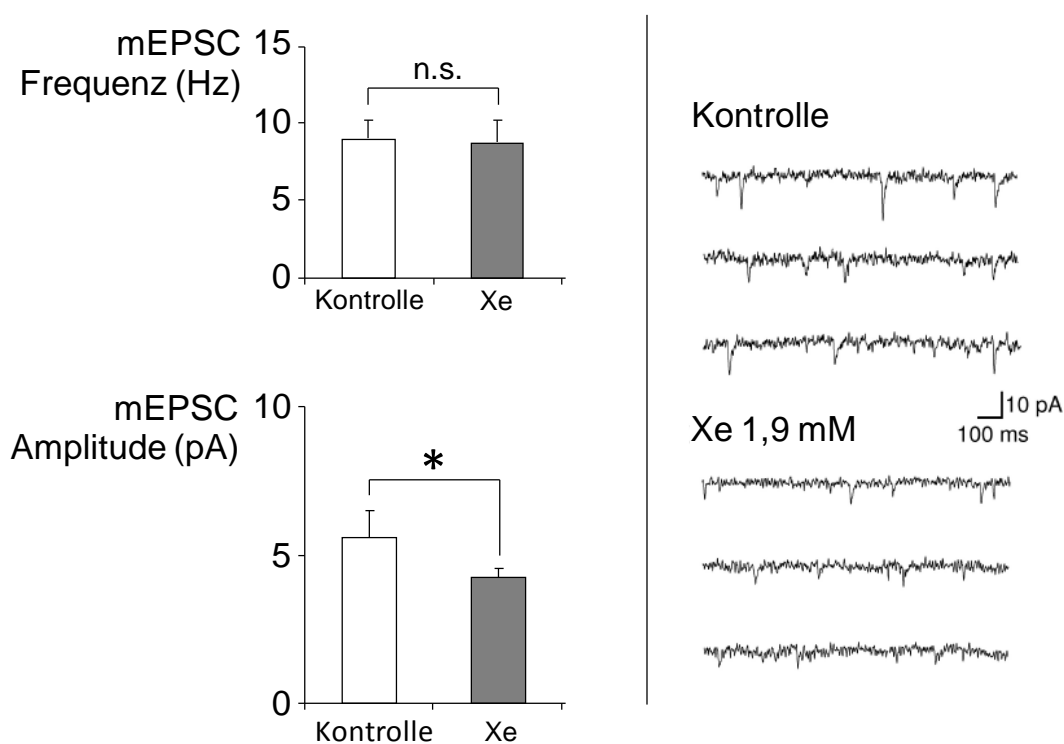 mEPSC
Frequenz (Hz)
15
10
5
0
n.s.
Kontrolle
Xe
mEPSC
Amplitude (pA)
10
5
0
*
Kontrolle
Xe
Kontrolle
Xe 1,9 mM
10 pA
100 ms